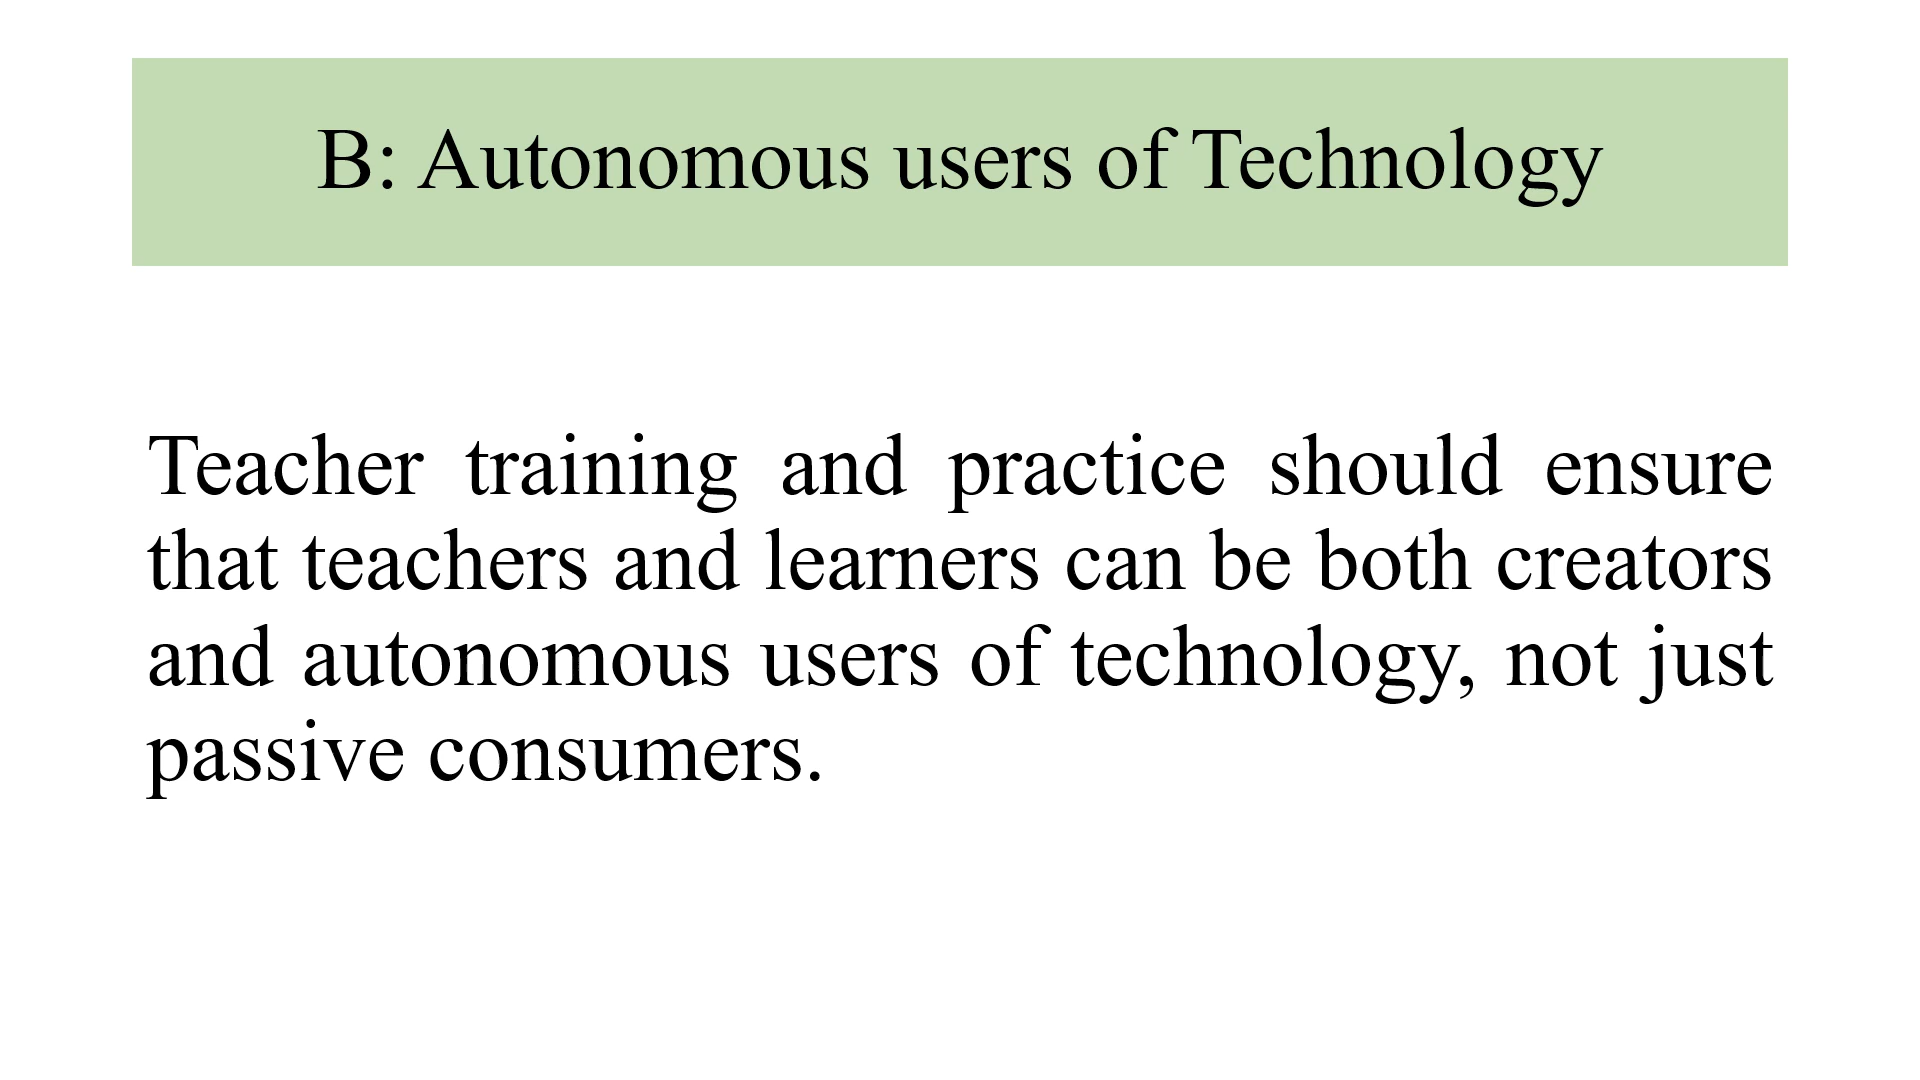 B: Autonomous users of Technology
Teacher training and practice should ensure
that teachers and learners can be both creators
and autonomous users of technology, not just
passive consumers.